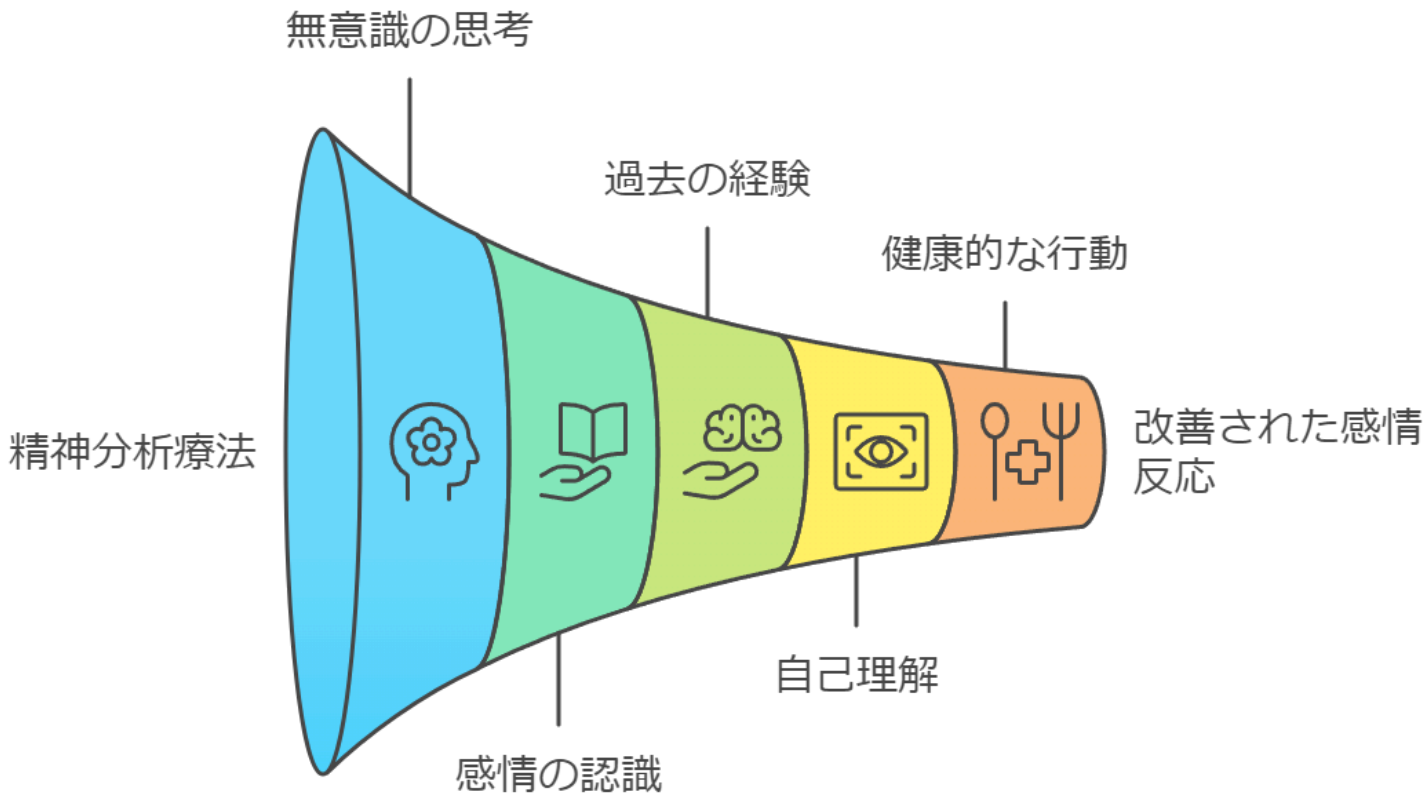 無意識の思考
過去の経験
健康的な行動
精神分析療法
改善された感情
反応
自己理解
感情の認識